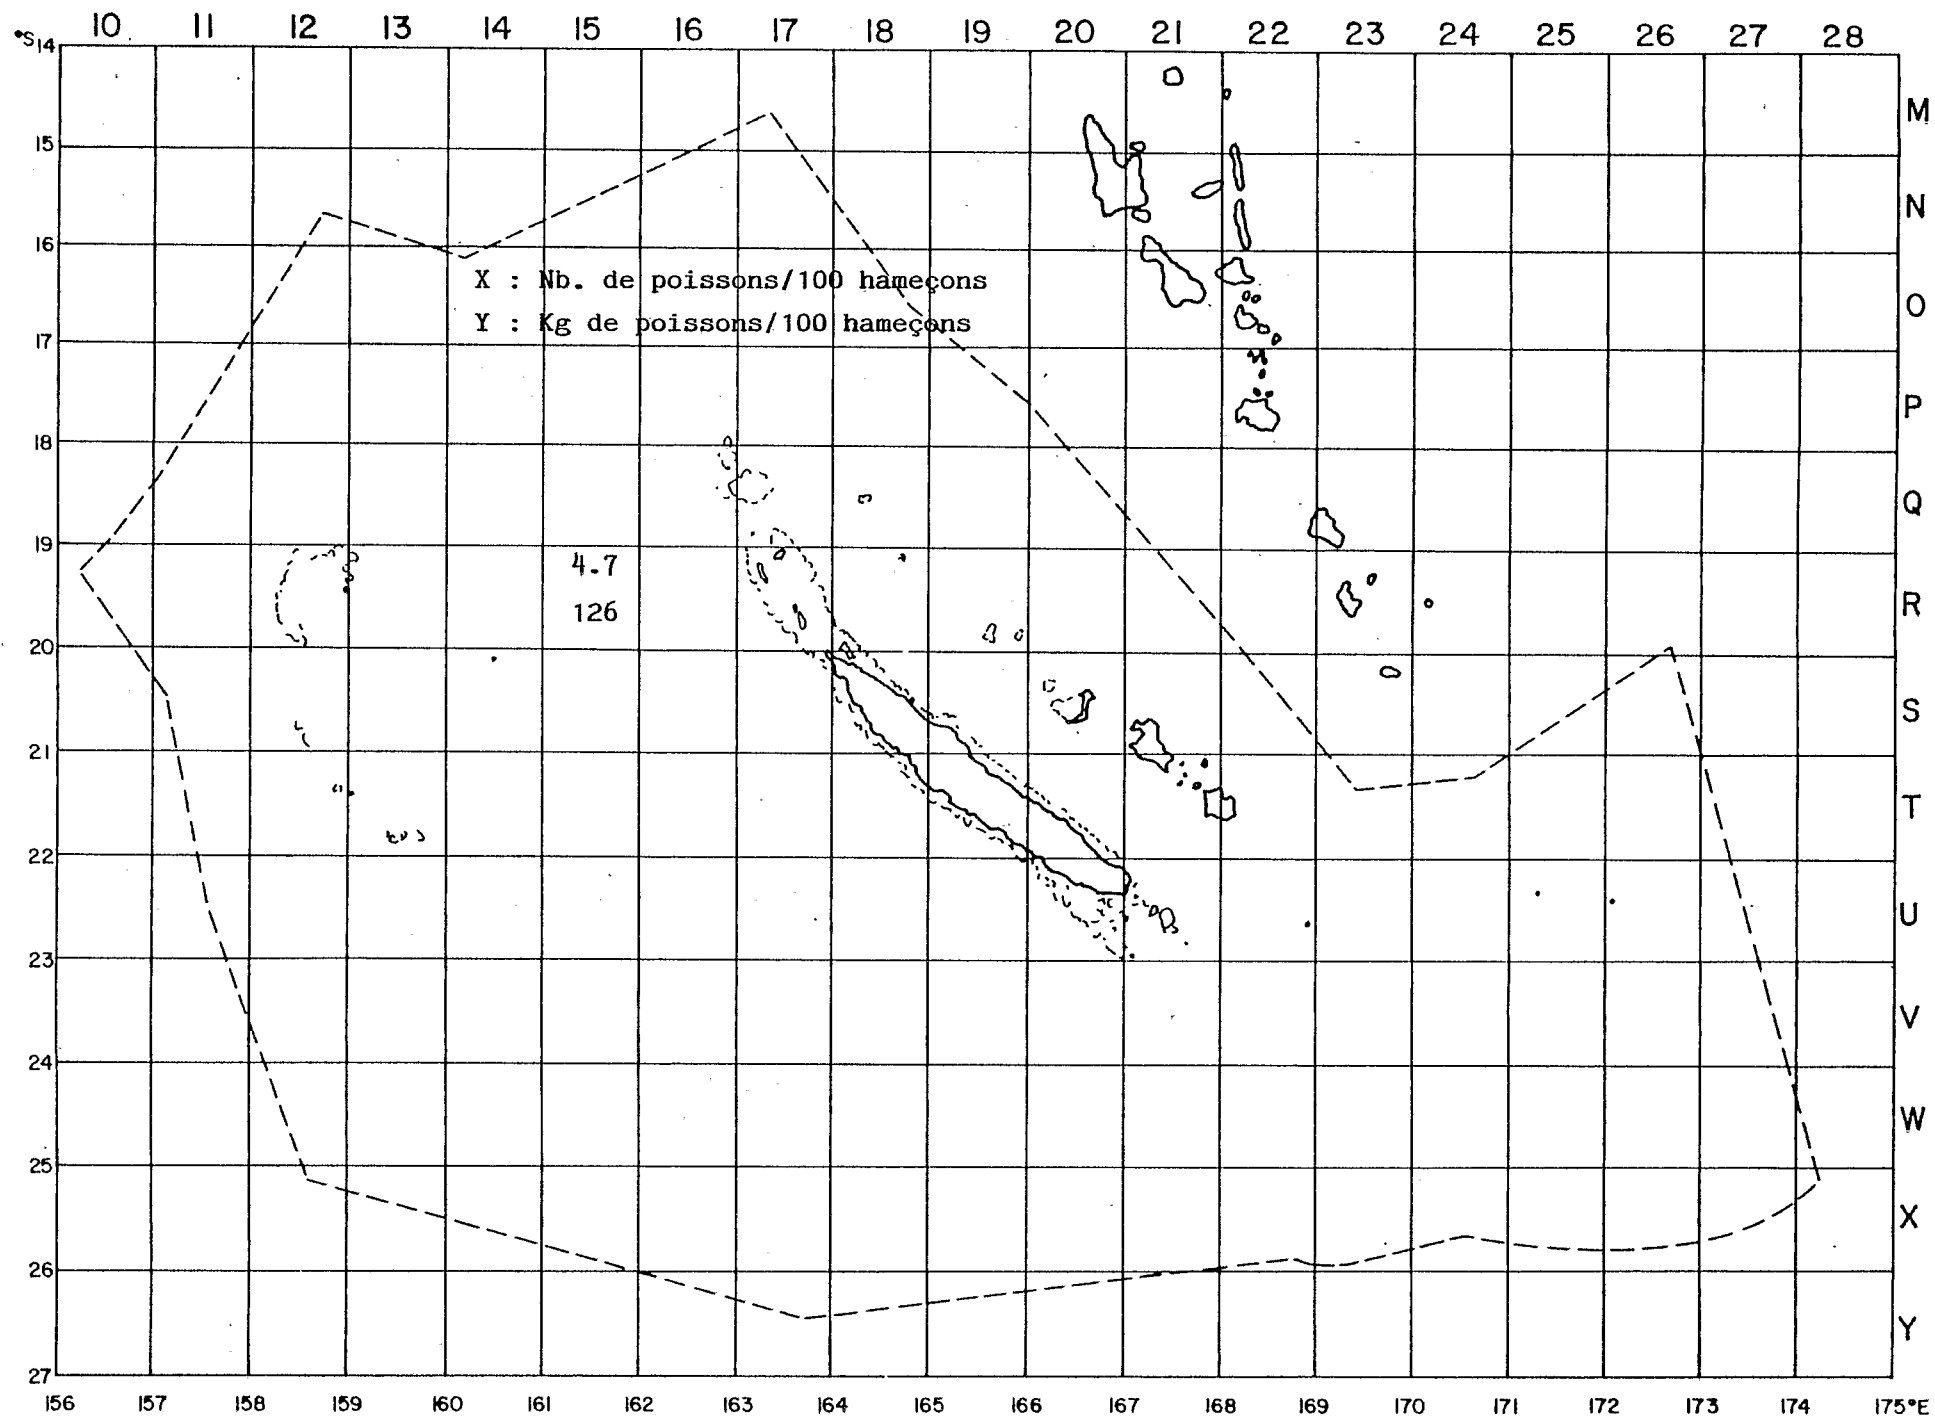 10 11 12 13 14 15 16 17 18 19 20 21 22 23 24 25 26 27 28
°S 14
M
15
N
16
X : Nb. de poissons/100 hameçons
O
Y : Kg de poissons/100 hameçons
17
P
18
Q
19
4.7
R
126
20
S
21
T
22
U
23
V
24
W
25
X
26
Y
27
156 157 158 159 160 161 162 163 164 165 166 167 168 169 170 171 172 173 174 175°E